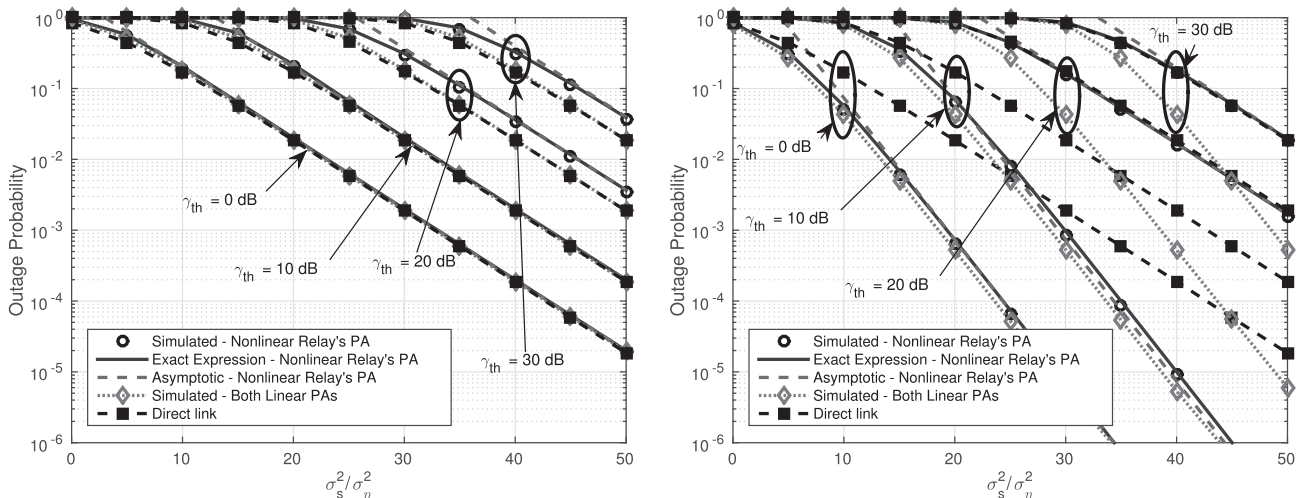 10^0
10^-1
10^-2
10^-3
10^-4
10^-5
10^-6
Outage Probability
0
10
20
30
40
50
σ_s^2/σ_η^2
γ_th = 0 dB
γ_th = 10 dB
γ_th = 20 dB
γ_th = 30 dB
Simulated - Nonlinear Relay's PA
Exact Expression - Nonlinear Relay's PA
Asymptotic - Nonlinear Relay's PA
Simulated - Both Linear PAs
Direct link
10^0
10^-1
10^-2
10^-3
10^-4
10^-5
10^-6
Outage Probability
0
10
20
30
40
50
σ_s^2/σ_η^2
γ_th = 30 dB
γ_th = 0 dB
γ_th = 10 dB
γ_th = 20 dB
Simulated - Nonlinear Relay's PA
Exact Expression - Nonlinear Relay's PA
Asymptotic - Nonlinear Relay's PA
Simulated - Both Linear PAs
Direct link